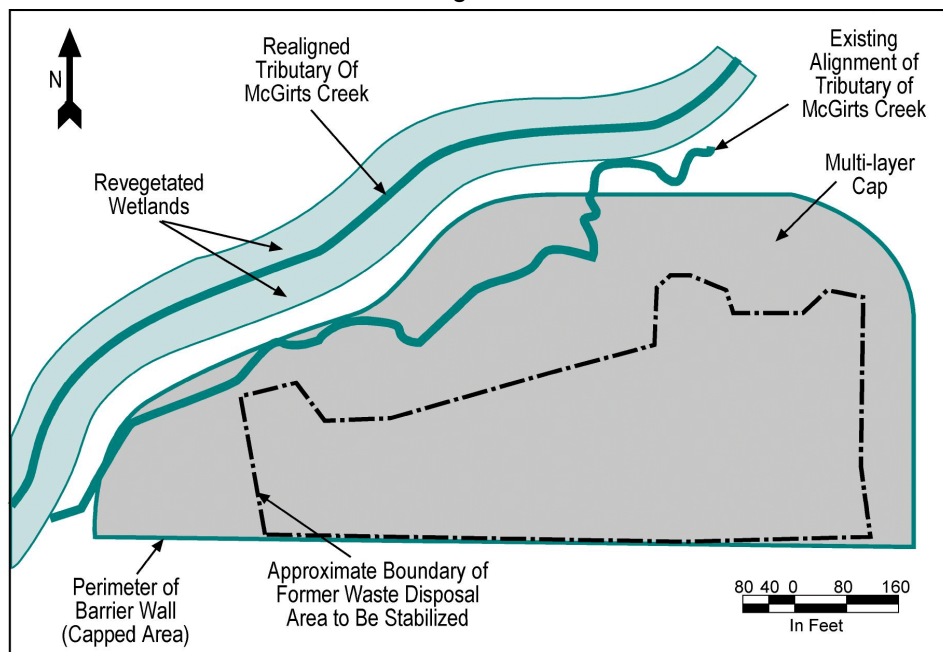 N
Realigned
Tributary Of
McGirts Creek
Existing
Alignment of
Tributary of
McGirts Creek
Revegetated
Wetlands
Multi-layer
Cap
Perimeter of
Barrier Wall
(Capped Area)
Approximate Boundary of
Former Waste Disposal
Area to Be Stabilized
80 40 0 80 160
In Feet